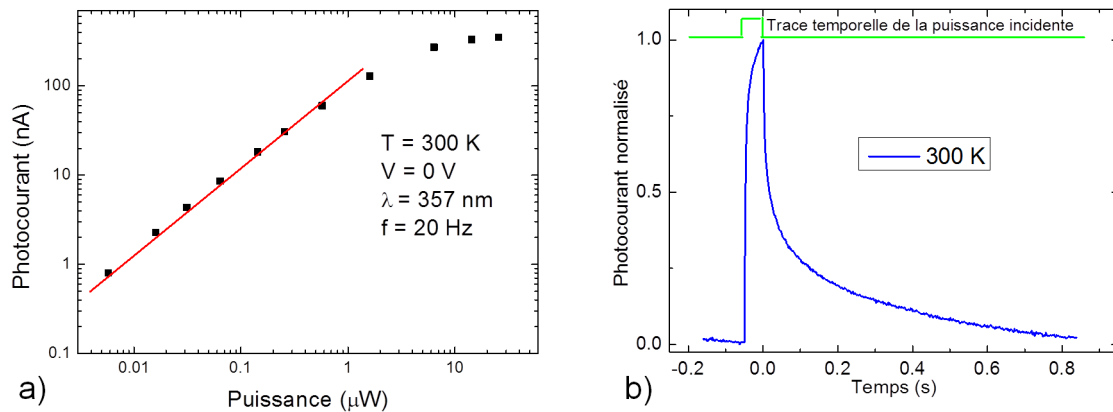 Photocourant (nA)
100
10
1
0.1
T = 300 K
V = 0 V
λ = 357 nm
f = 20 Hz
0.01
0.1
1
10
Puissance (μW)
a)
Trace temporelle de la puissance incidente
Photocourant normalisé
1.0
0.5
0.0
300 K
-0.2
0.0
0.2
0.4
0.6
0.8
Temps (s)
b)